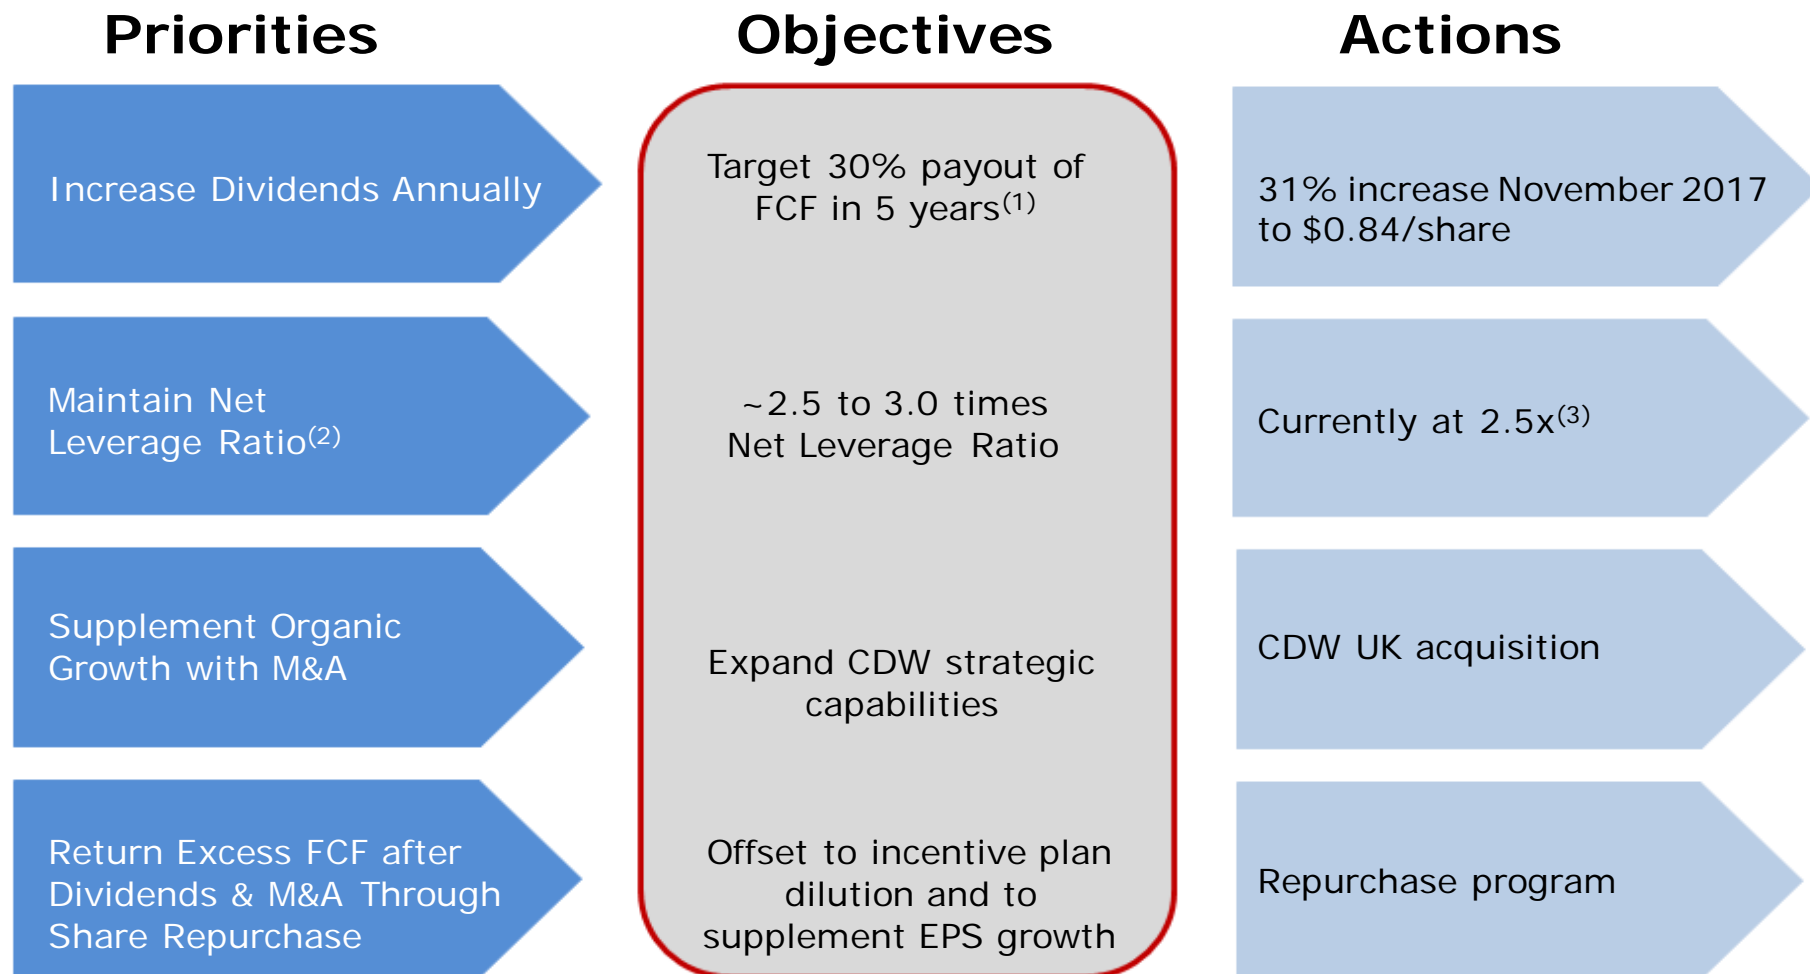 Priorities
Objectives
Actions
Increase Dividends Annually
Target 30% payout of
FCF in 5 years(1)
31% increase November 2017
to $0.84/share
Maintain Net
Leverage Ratio(2)
~2.5 to 3.0 times
Net Leverage Ratio
Currently at 2.5x(3)
Supplement Organic
Growth with M&A
Expand CDW strategic
capabilities
CDW UK acquisition
Return Excess FCF after
Dividends & M&A Through
Share Repurchase
Offset to incentive plan
dilution and to
supplement EPS growth
Repurchase program